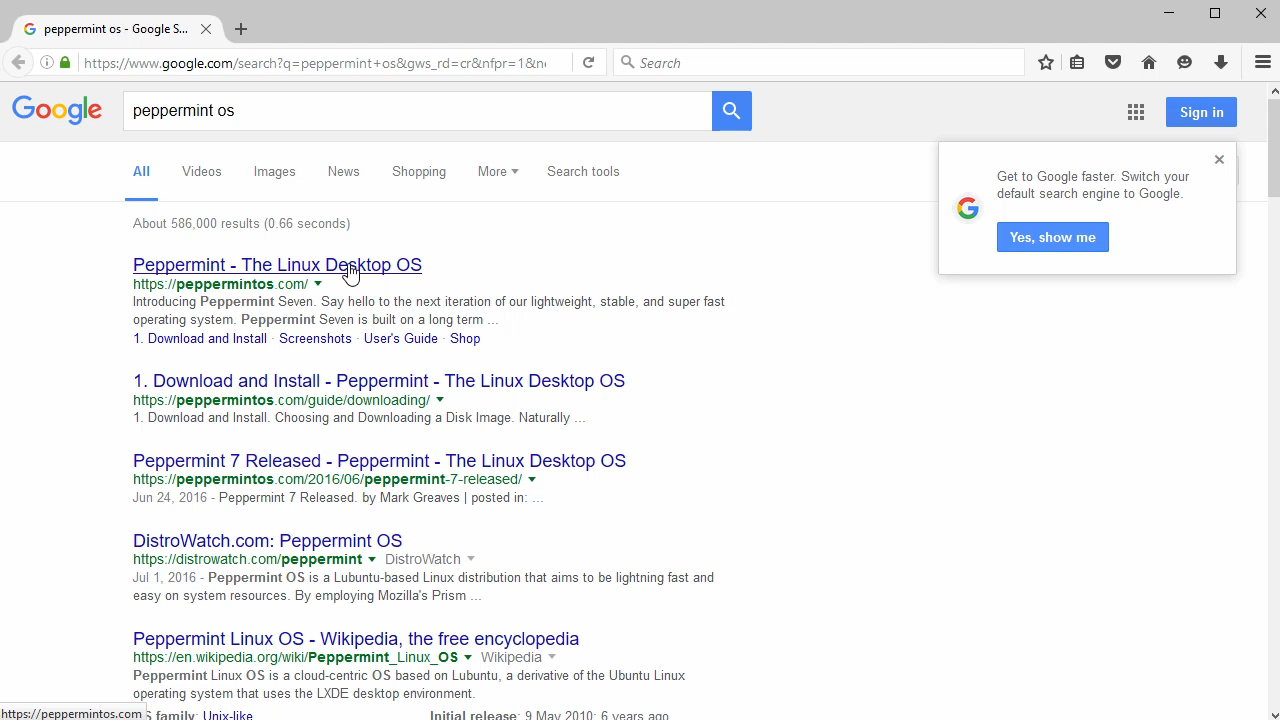 peppermint os - Google S...
https://www.google.com/search?q=peppermint+os&gws_rd=cr&nfpr=1&n
Search
Google
peppermint os
Sign in
All
Videos
Images
News
Shopping
More
Search tools
Get to Google faster. Switch your
default search engine to Google.
Yes, show me
About 586,000 results (0.66 seconds)
Peppermint - The Linux Desktop OS
https://peppermintos.com/
Introducing Peppermint Seven. Say hello to the next iteration of our lightweight, stable, and super fast
operating system. Peppermint Seven is built on a long term ...
1. Download and Install · Screenshots · User's Guide · Shop
1. Download and Install - Peppermint - The Linux Desktop OS
https://peppermintos.com/guide/downloading/
1. Download and Install. Choosing and Downloading a Disk Image. Naturally ...
Peppermint 7 Released - Peppermint - The Linux Desktop OS
https://peppermintos.com/2016/06/peppermint-7-released/
Jun 24, 2016 - Peppermint 7 Released. by Mark Greaves | posted in: ...
DistroWatch.com: Peppermint OS
https://distrowatch.com/peppermint DistroWatch
Jul 1, 2016 - Peppermint OS is a Lubuntu-based Linux distribution that aims to be lightning fast and
easy on system resources. By employing Mozilla's Prism ...
Peppermint Linux OS - Wikipedia, the free encyclopedia
https://en.wikipedia.org/wiki/Peppermint_Linux_OS Wikipedia
Peppermint Linux OS is a cloud-centric OS based on Lubuntu, a derivative of the Ubuntu Linux
operating system that uses the LXDE desktop environment.
S family: Unix-like Initial release: 9 May 2010; 6 years ago
https://peppermintos.com